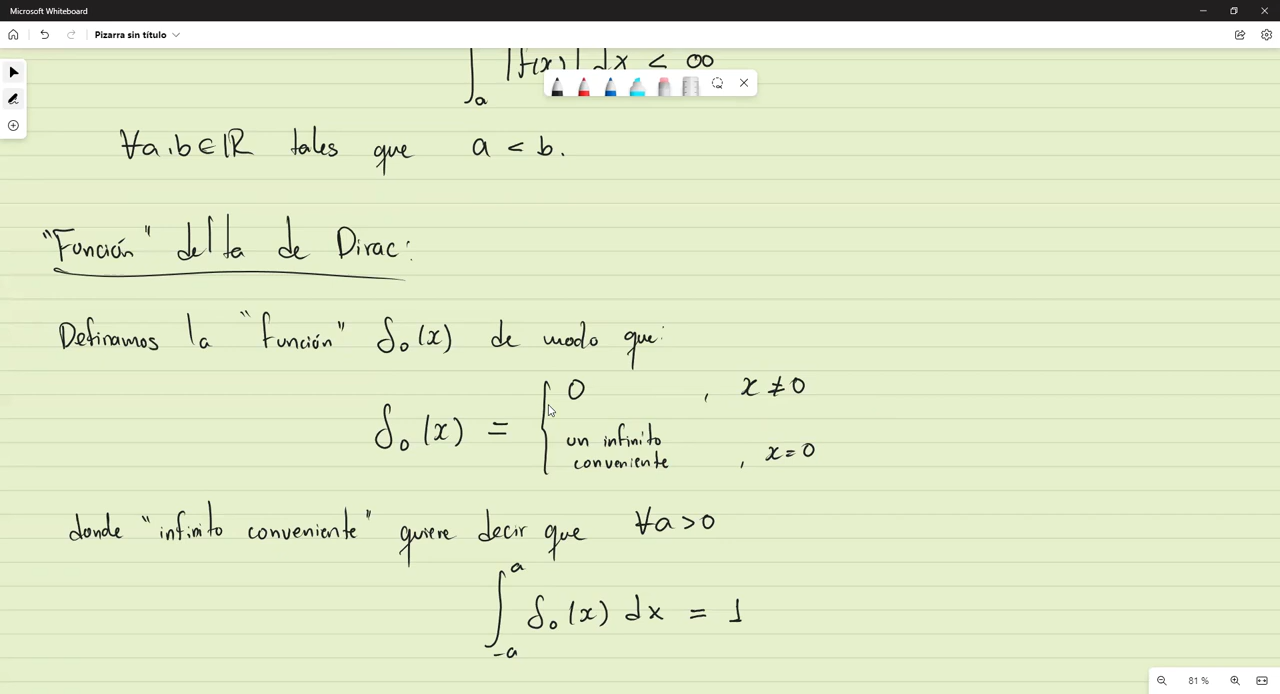 Microsoft Whiteboard
Pizarra sin título
∫_a |f(x)| dx < ∞
∀a,b∈ℝ tales que a < b.
"Función" delta de Dirac:
Definamos la "función" δ₀(x) de modo que:
δ₀(x) = { 0 , x ≠ 0
un infinito conveniente , x = 0
donde "infinito conveniente" quiere decir que ∀a > 0
∫_{-a}^{a} δ₀(x) dx = 1
81 %